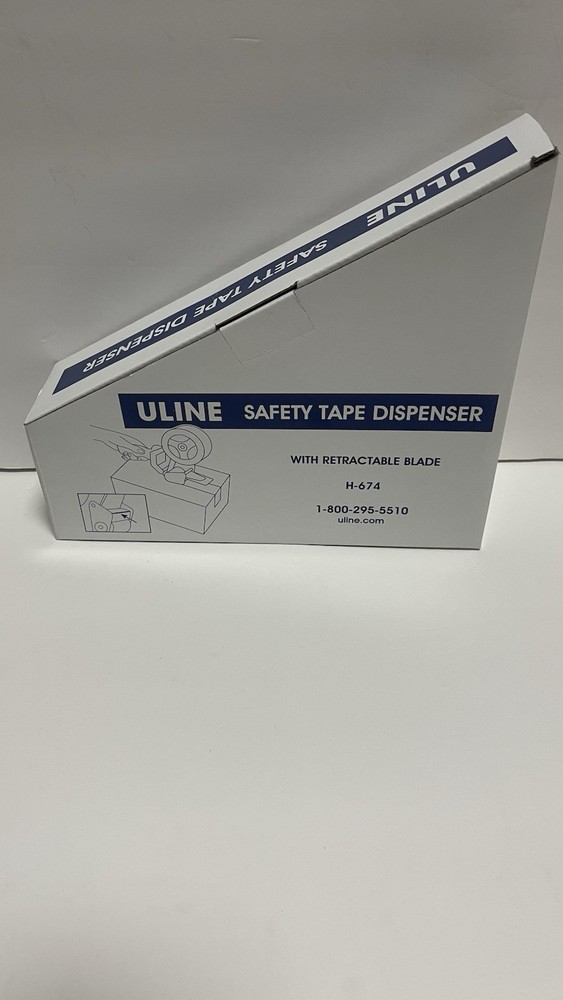 ULINE SAFETY TAPE DISPENSER
ULINE SAFETY TAPE DISPENSER
WITH RETRACTABLE BLADE
H-674
1-800-295-5510
uline.com